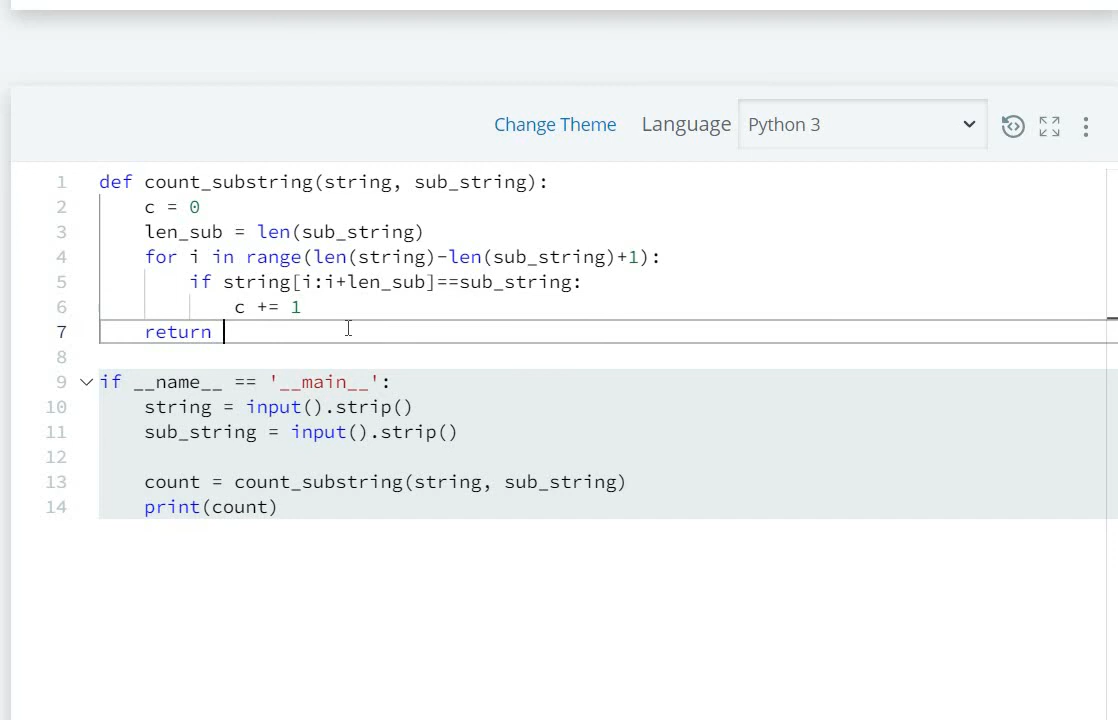 Change Theme Language Python 3
1 def count_substring(string, sub_string):
2     c = 0
3     len_sub = len(sub_string)
4     for i in range(len(string)-len(sub_string)+1):
5         if string[i:i+len_sub]==sub_string:
6             c += 1
7     return
8
9 if __name__ == '__main__':
10     string = input().strip()
11     sub_string = input().strip()
12
13     count = count_substring(string, sub_string)
14     print(count)